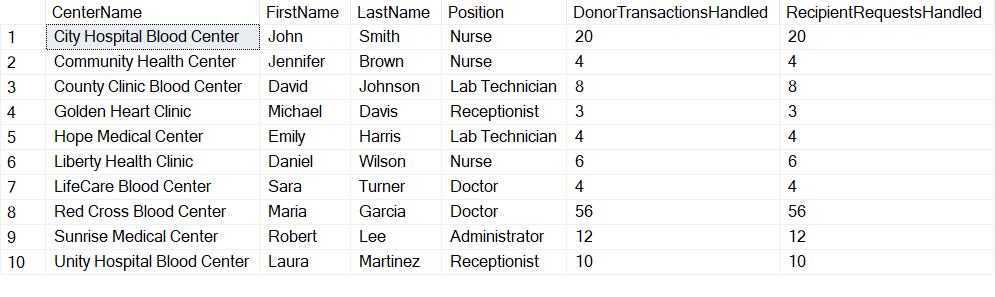 CenterName FirstName LastName Position DonorTransactionsHandled RecipientRequestsHandled
1 City Hospital Blood Center John Smith Nurse 20 20
2 Community Health Center Jennifer Brown Nurse 4 4
3 County Clinic Blood Center David Johnson Lab Technician 8 8
4 Golden Heart Clinic Michael Davis Receptionist 3 3
5 Hope Medical Center Emily Harris Lab Technician 4 4
6 Liberty Health Clinic Daniel Wilson Nurse 6 6
7 LifeCare Blood Center Sara Turner Doctor 4 4
8 Red Cross Blood Center Maria Garcia Doctor 56 56
9 Sunrise Medical Center Robert Lee Administrator 12 12
10 Unity Hospital Blood Center Laura Martinez Receptionist 10 10